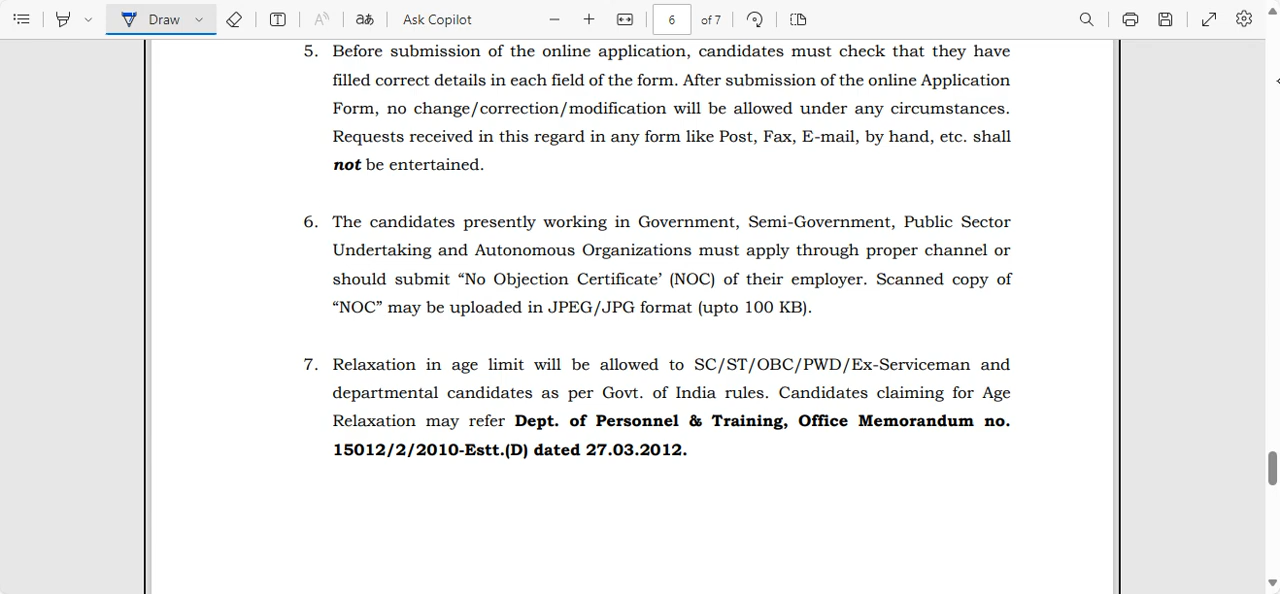 Draw
A
aあ
Ask Copilot
6
of 7
5. Before submission of the online application, candidates must check that they have
filled correct details in each field of the form. After submission of the online Application
Form, no change/correction/modification will be allowed under any circumstances.
Requests received in this regard in any form like Post, Fax, E-mail, by hand, etc. shall
not be entertained.
6. The candidates presently working in Government, Semi-Government, Public Sector
Undertaking and Autonomous Organizations must apply through proper channel or
should submit “No Objection Certificate’ (NOC) of their employer. Scanned copy of
“NOC” may be uploaded in JPEG/JPG format (upto 100 KB).
7. Relaxation in age limit will be allowed to SC/ST/OBC/PWD/Ex-Serviceman and
departmental candidates as per Govt. of India rules. Candidates claiming for Age
Relaxation may refer Dept. of Personnel & Training, Office Memorandum no.
15012/2/2010-Estt.(D) dated 27.03.2012.